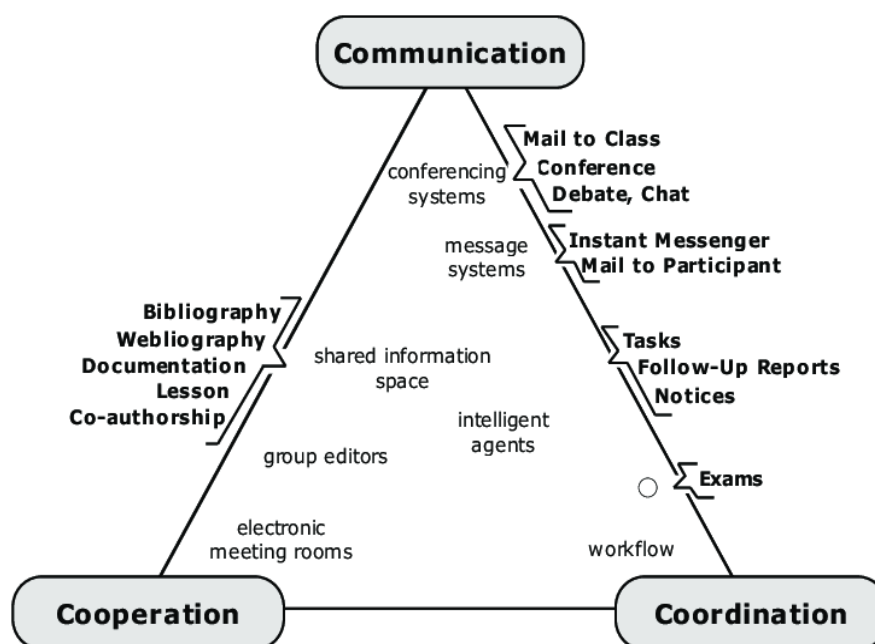 Communication
Mail to Class
Conference
Debate, Chat
conferencing
systems
Instant Messenger
Mail to Participant
message
systems
Bibliography
Webliography
Documentation
Lesson
Co-authorship
shared information
space
Tasks
Follow-Up Reports
Notices
intelligent
agents
group editors
Exams
electronic
meeting rooms
workflow
Cooperation
Coordination